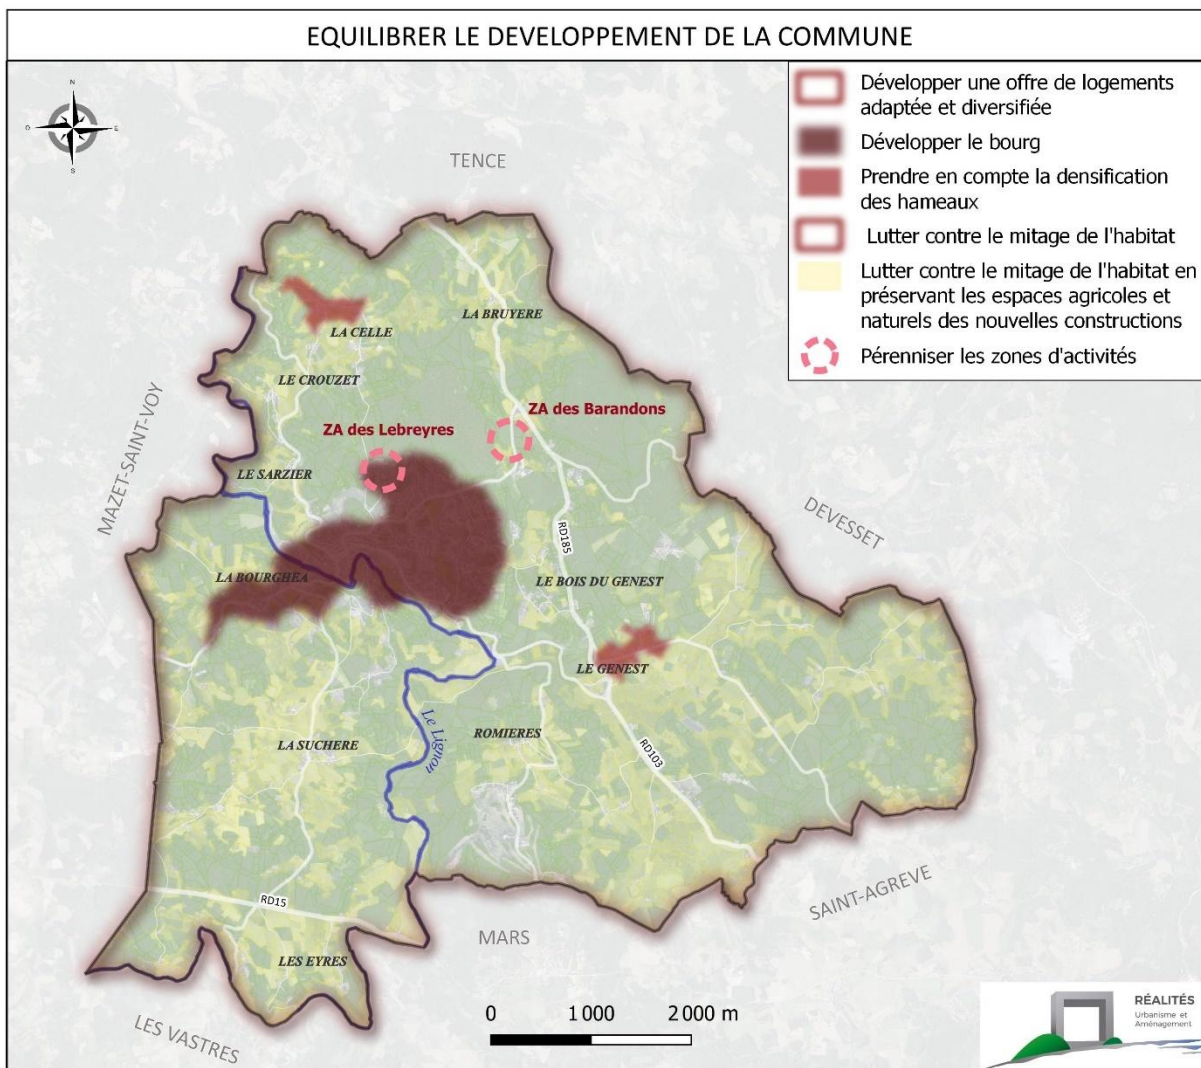 EQUILIBRER LE DEVELOPPEMENT DE LA COMMUNE
Développer une offre de logements
adaptée et diversifiée
Développer le bourg
Prendre en compte la densification
des hameaux
Lutter contre le mitage de l'habitat
Lutter contre le mitage de l'habitat en
préservant les espaces agricoles et
naturels des nouvelles constructions
Pérenniser les zones d'activités
N
O
E
S
TENCE
LA BRUYERE
LA CELLE
LE CROUZET
ZA des Barandons
ZA des Lebreyres
MAZET-SAINT-VOY
LE SARZIER
DEVESSET
RD185
LA BOURGHEA
LE BOIS DU GENEST
LE GENEST
Le Lignon
ROMIERES
LA SUCHERE
RD103
RD15
SAINT-AGREVE
MARS
LES EYRES
LES VASTRES
0 1 000 2 000 m
RÉALITÉS
Urbanisme et
Aménagement